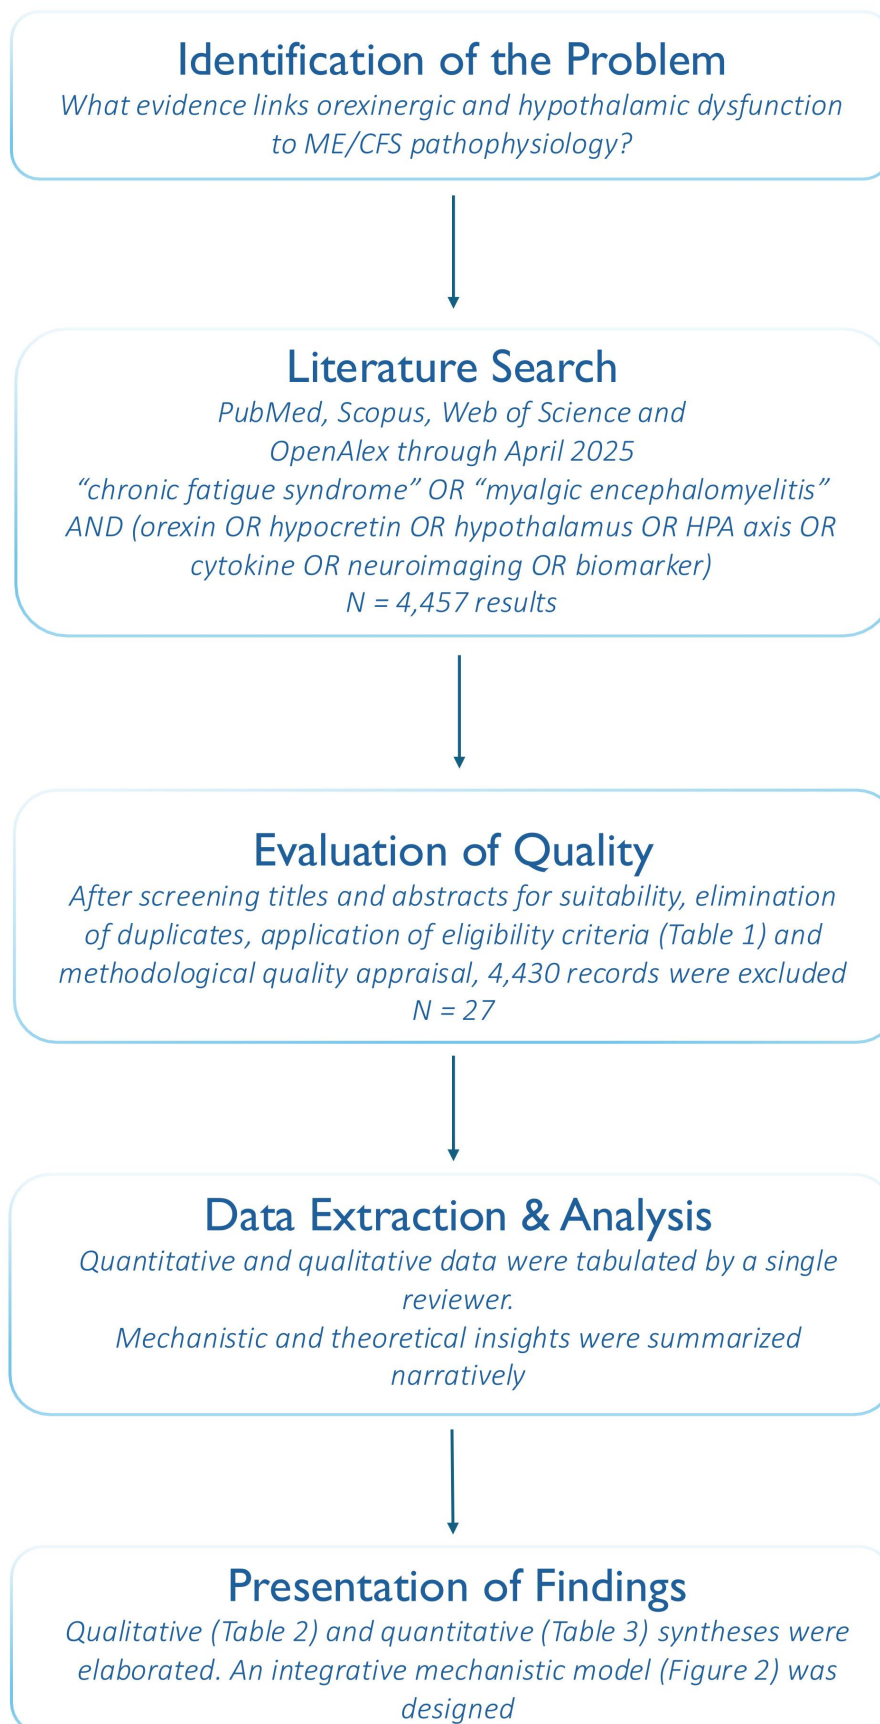 Identification of the Problem
What evidence links orexinergic and hypothalamic dysfunction
to ME/CFS pathophysiology?
Literature Search
PubMed, Scopus, Web of Science and
OpenAlex through April 2025
“chronic fatigue syndrome” OR “myalgic encephalomyelitis”
AND (orexin OR hypocretin OR hypothalamus OR HPA axis OR
cytokine OR neuroimaging OR biomarker)
N = 4,457 results
Evaluation of Quality
After screening titles and abstracts for suitability, elimination
of duplicates, application of eligibility criteria (Table 1) and
methodological quality appraisal, 4,430 records were excluded
N = 27
Data Extraction & Analysis
Quantitative and qualitative data were tabulated by a single
reviewer.
Mechanistic and theoretical insights were summarized
narratively
Presentation of Findings
Qualitative (Table 2) and quantitative (Table 3) syntheses were
elaborated. An integrative mechanistic model (Figure 2) was
designed